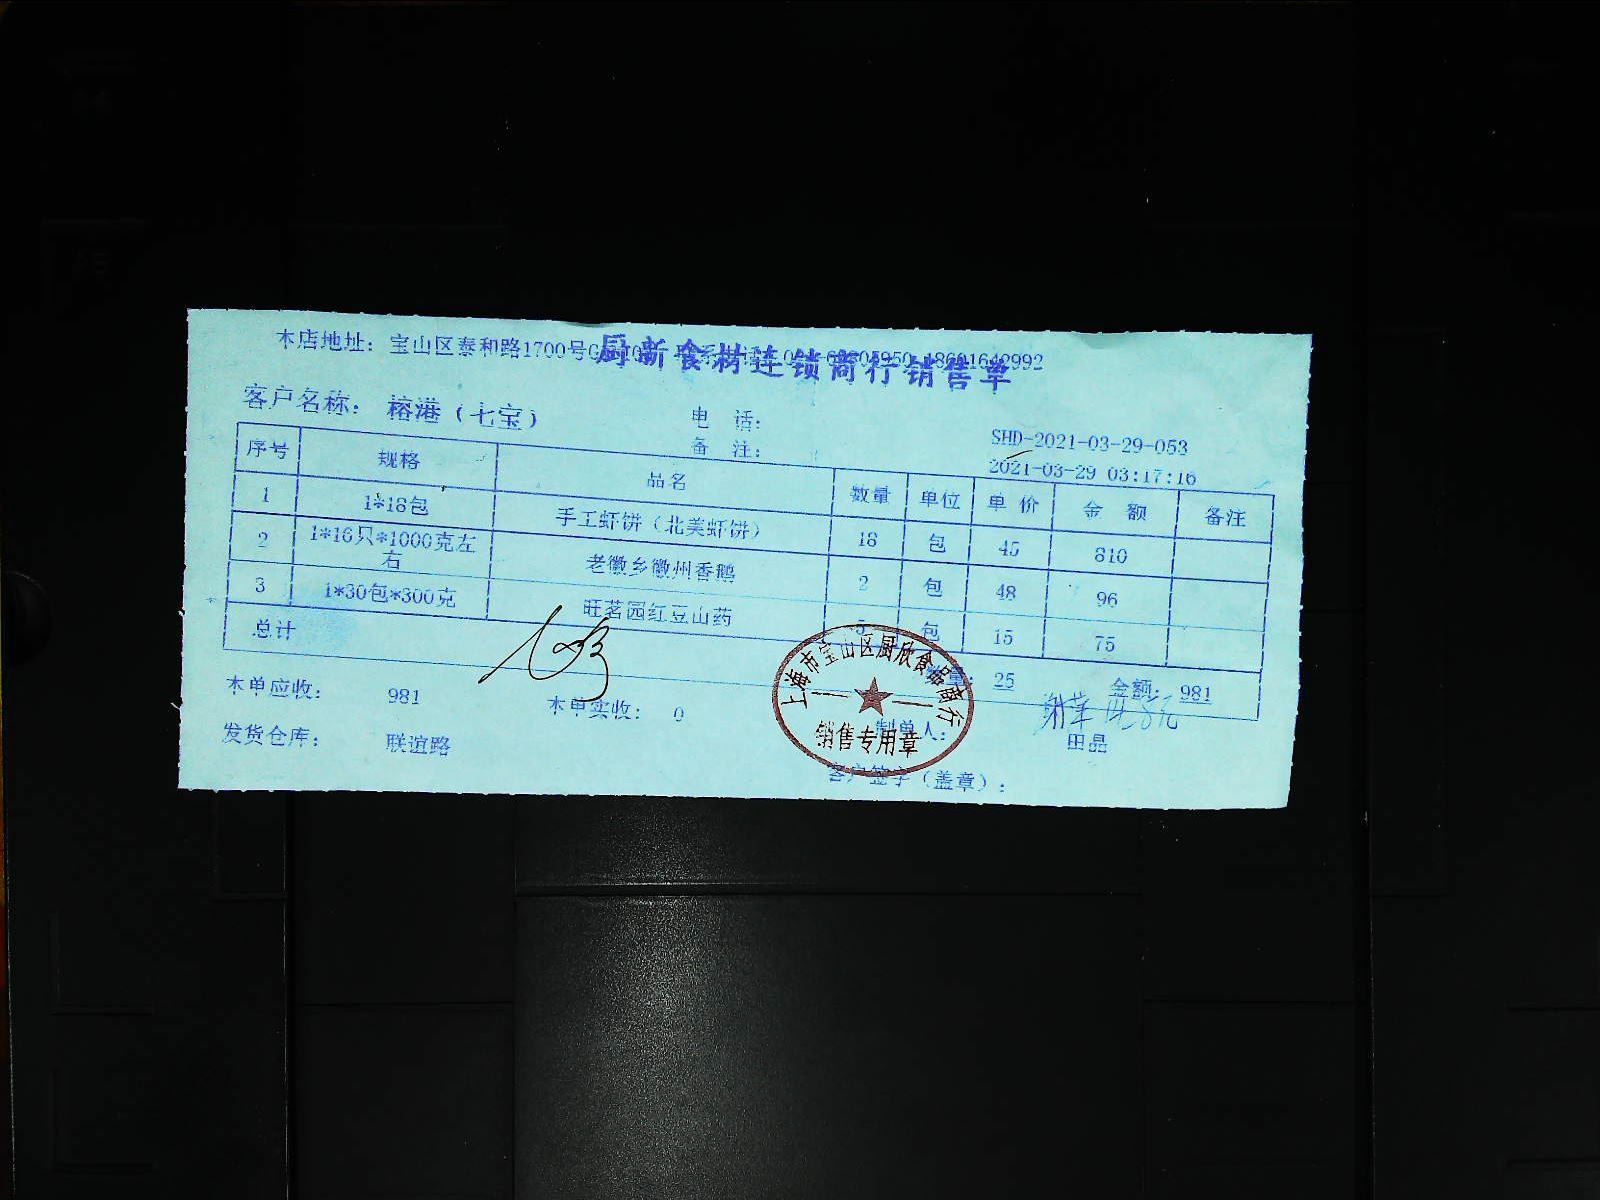 厨新食材连锁商行销售单
本店地址：宝山区泰和路1700号
客户名称：榕港（七宝） 电 话：
备 注： SHD-2021-03-29-053
2021-03-29 03:17:16
序号 规格 品名 数量 单位 单价 金 额 备注
1 1*18包 手工虾饼（北美虾饼） 18 包 45 810
2 1*16只*1000克左右 老徽乡徽州香鹅 2 包 48 96
3 1*30包*300克 旺茗园红豆山药 5 包 15 75
总计 数量：25 金额：981
本单应收： 981 本单实收： 0 制单人： 田晶
发货仓库： 联谊路 客户签字（盖章）：
上海市宝山区厨欣食品商行
销售专用章